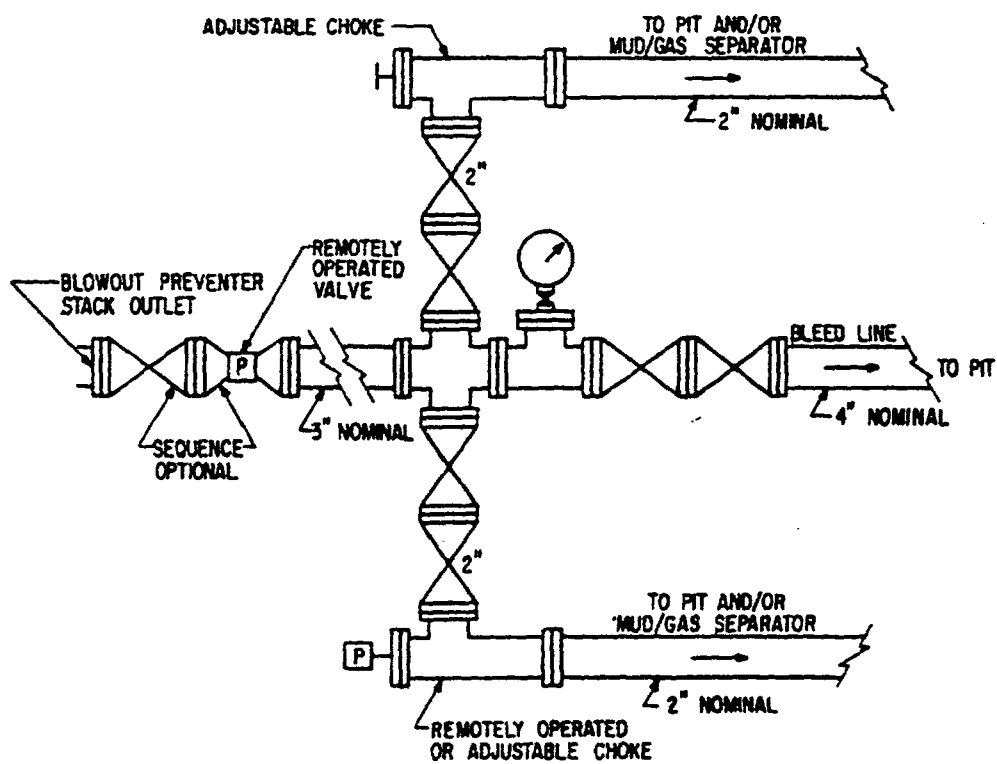 ADJUSTABLE CHOKE
TO PIT AND/OR
MUD/GAS SEPARATOR
2" NOMINAL
2"
REMOTELY
OPERATED
VALVE
BLOWOUT PREVENTER
STACK OUTLET
P
BLEED LINE
TO PIT
3" NOMINAL
4" NOMINAL
SEQUENCE
OPTIONAL
2"
TO PIT AND/OR
MUD/GAS SEPARATOR
P
2" NOMINAL
REMOTELY OPERATED
OR ADJUSTABLE CHOKE